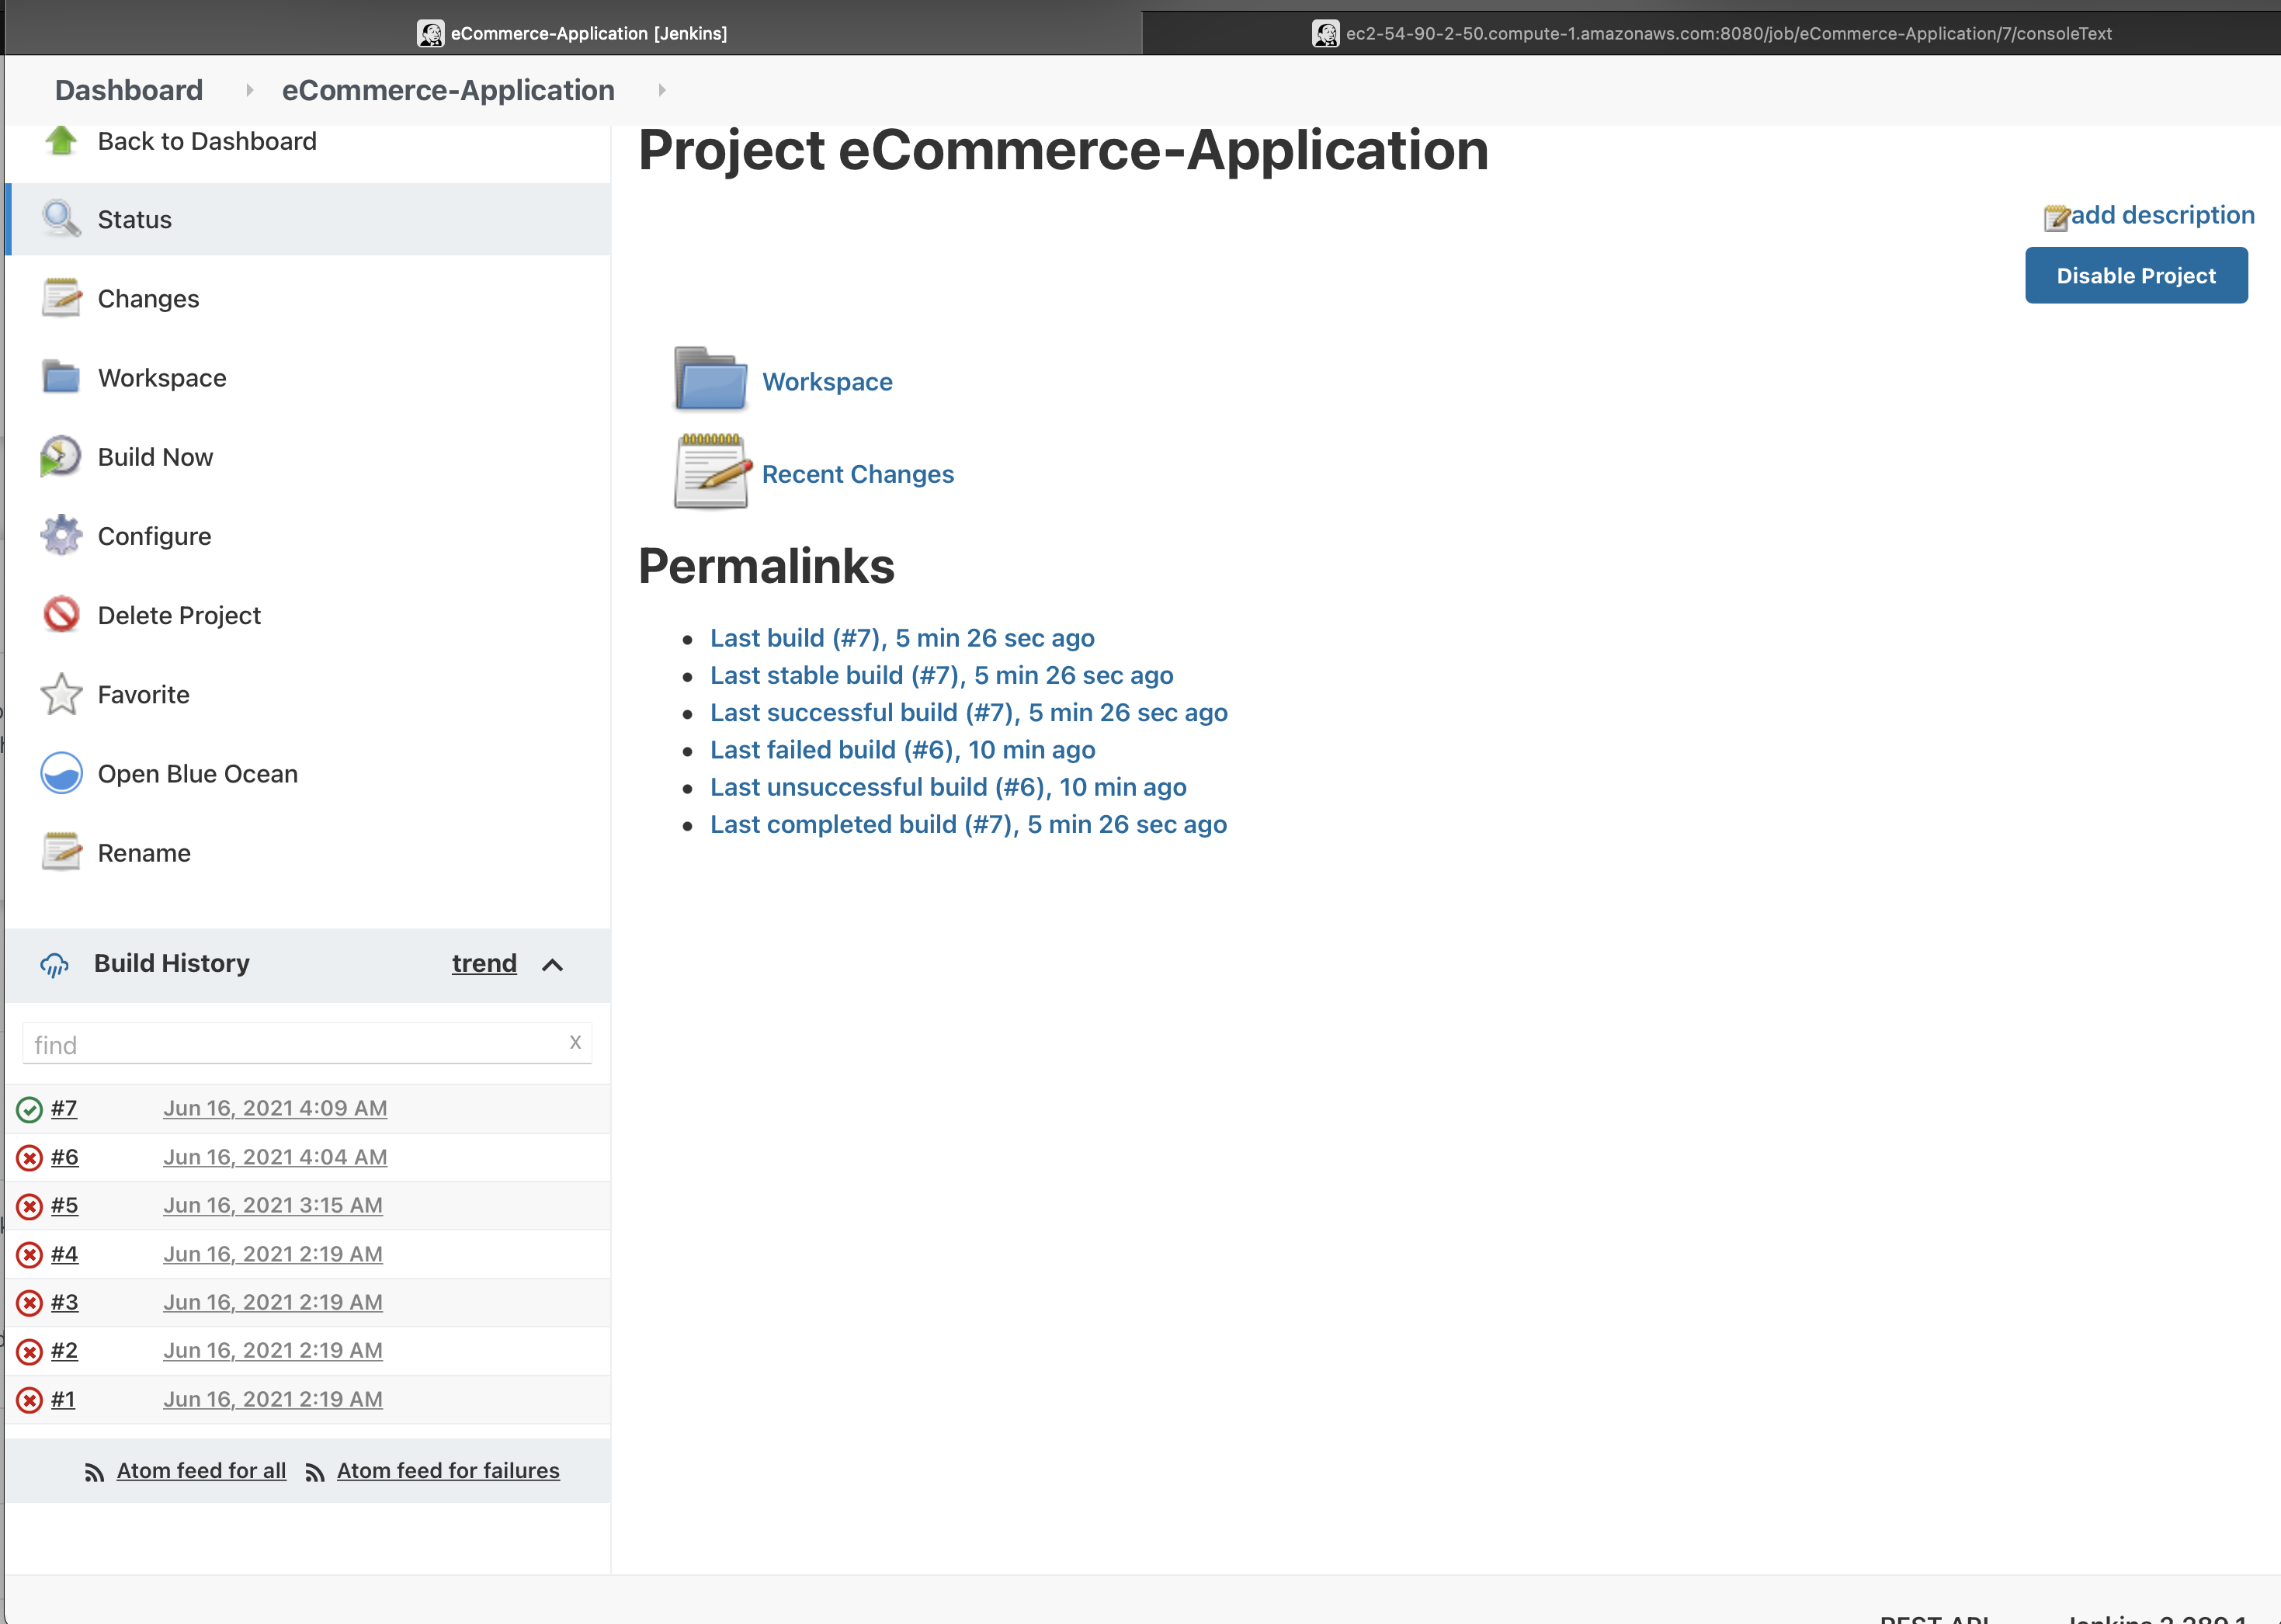 eCommerce-Application [Jenkins]
ec2-54-90-2-50.compute-1.amazonaws.com:8080/job/eCommerce-Application/7/consoleText
Dashboard
eCommerce-Application
Back to Dashboard
Status
Changes
Workspace
Build Now
Configure
Delete Project
Favorite
Open Blue Ocean
Rename
Build History
trend
find
X
#7 Jun 16, 2021 4:09 AM
#6 Jun 16, 2021 4:04 AM
#5 Jun 16, 2021 3:15 AM
#4 Jun 16, 2021 2:19 AM
#3 Jun 16, 2021 2:19 AM
#2 Jun 16, 2021 2:19 AM
#1 Jun 16, 2021 2:19 AM
Atom feed for all
Atom feed for failures
Project eCommerce-Application
add description
Disable Project
Workspace
Recent Changes
Permalinks
Last build (#7), 5 min 26 sec ago
Last stable build (#7), 5 min 26 sec ago
Last successful build (#7), 5 min 26 sec ago
Last failed build (#6), 10 min ago
Last unsuccessful build (#6), 10 min ago
Last completed build (#7), 5 min 26 sec ago
REST API